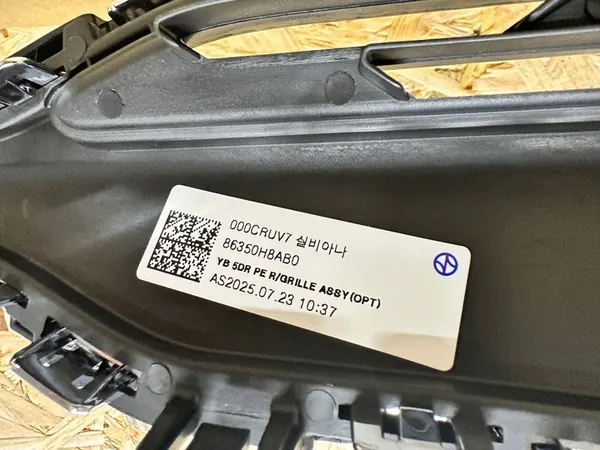 000CRUV7 실비아나
86350H8AB0
YB 5DR PE R/GRILLE ASSY(OPT)
AS2025.07.23 10:37